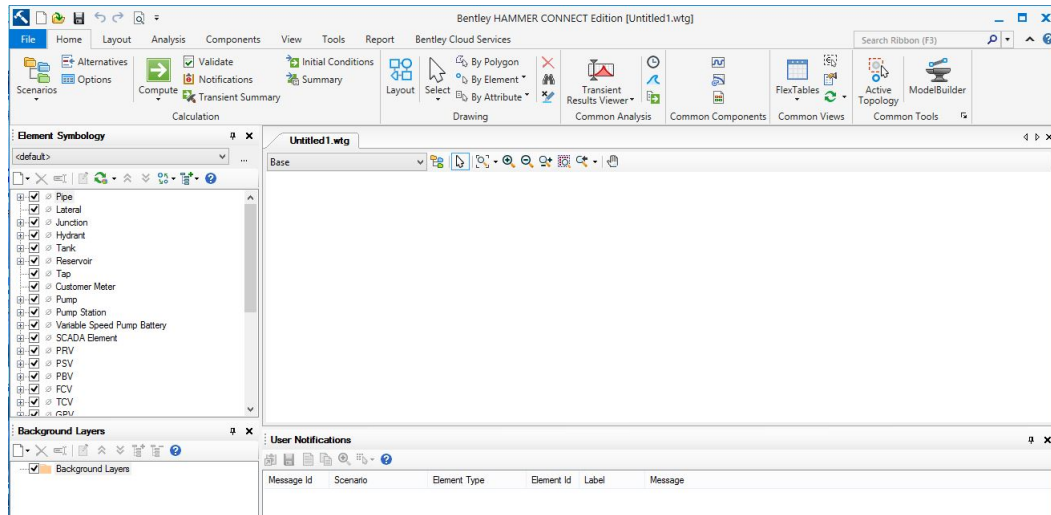 Bentley HAMMER CONNECT Edition [Untitled1.wtg]
File Home Layout Analysis Components View Tools Report Bentley Cloud Services Search Ribbon (F3)
Scenarios
Alternatives
Options
Compute
Validate
Notifications
Transient Summary
Initial Conditions
Summary
Calculation
Layout
Select
By Polygon
By Element
By Attribute
Drawing
Transient
Results Viewer
Common Analysis
Common Components
FlexTables
Common Views
Active
Topology
ModelBuilder
Common Tools
Element Symbology
<default>
...
Pipe
Lateral
Junction
Hydrant
Tank
Reservoir
Tap
Customer Meter
Pump
Pump Station
Variable Speed Pump Battery
SCADA Element
PRV
PSV
PBV
FCV
TCV
GPV
Background Layers
Background Layers
Untitled1.wtg
Base
User Notifications
Message Id Scenario Element Type Element Id Label Message